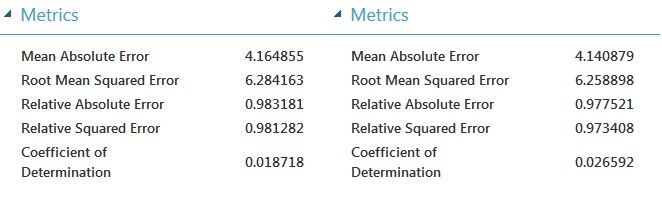 Metrics
Mean Absolute Error 4.164855
Root Mean Squared Error 6.284163
Relative Absolute Error 0.983181
Relative Squared Error 0.981282
Coefficient of
Determination 0.018718
Metrics
Mean Absolute Error 4.140879
Root Mean Squared Error 6.258898
Relative Absolute Error 0.977521
Relative Squared Error 0.973408
Coefficient of
Determination 0.026592